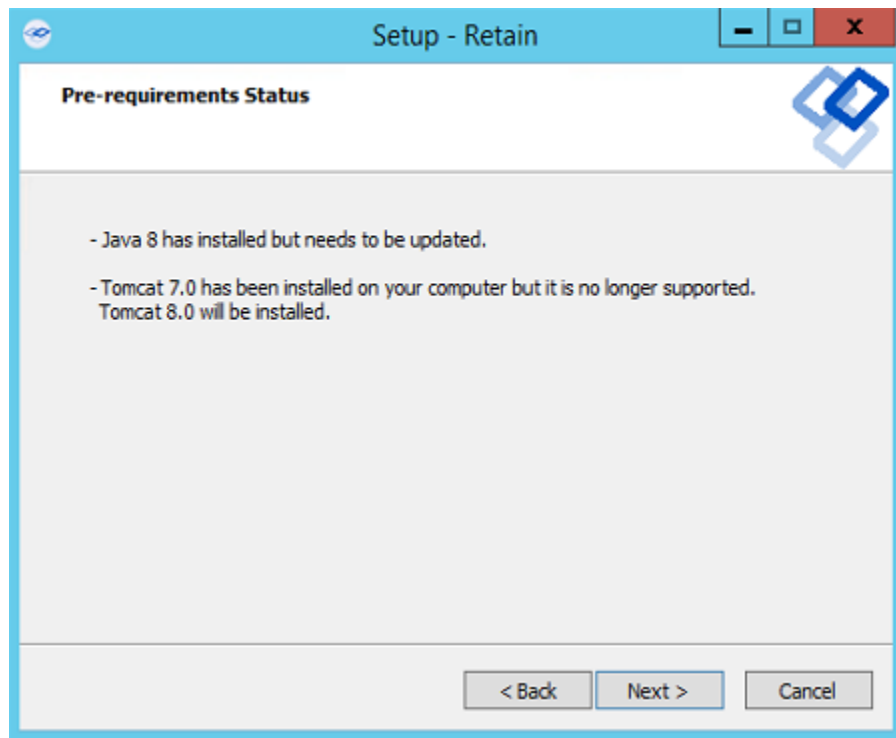 Setup - Retain
Pre-requirements Status
- Java 8 has installed but needs to be updated.
- Tomcat 7.0 has been installed on your computer but it is no longer supported.
Tomcat 8.0 will be installed.
< Back
Next >
Cancel